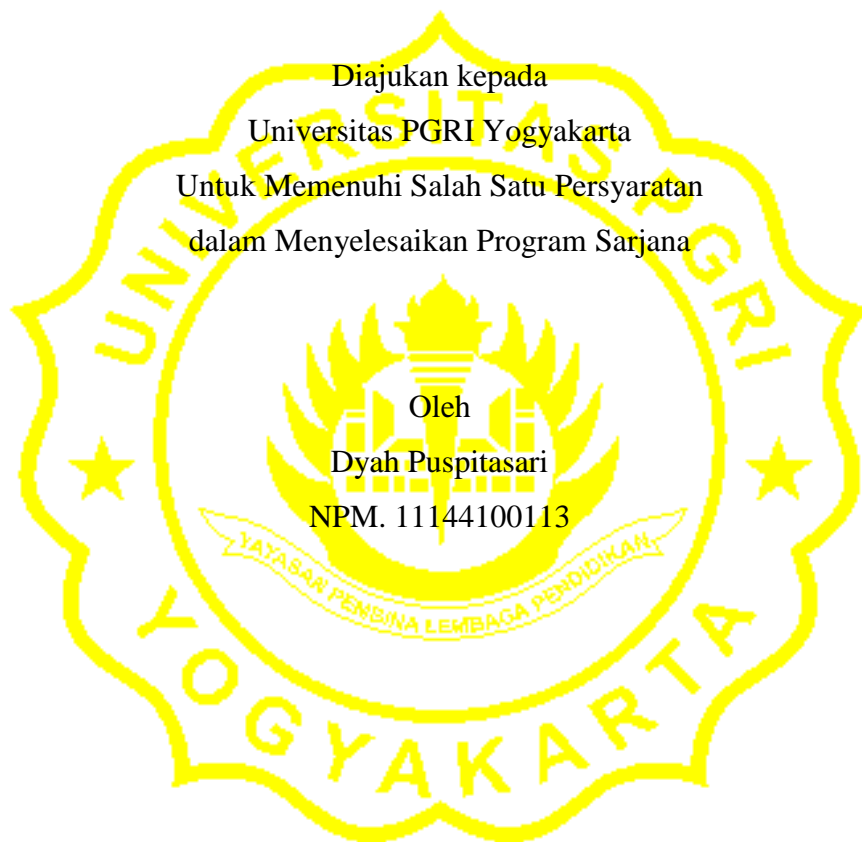 Diajukan kepada
Universitas PGRI Yogyakarta
Untuk Memenuhi Salah Satu Persyaratan
dalam Menyelesaikan Program Sarjana
Oleh
Dyah Puspitasari
NPM. 11144100113
UNIVERSITAS PGRI
YAYASAN PEMBINA LEMBAGA PENDIDIKAN
YOGYAKARTA